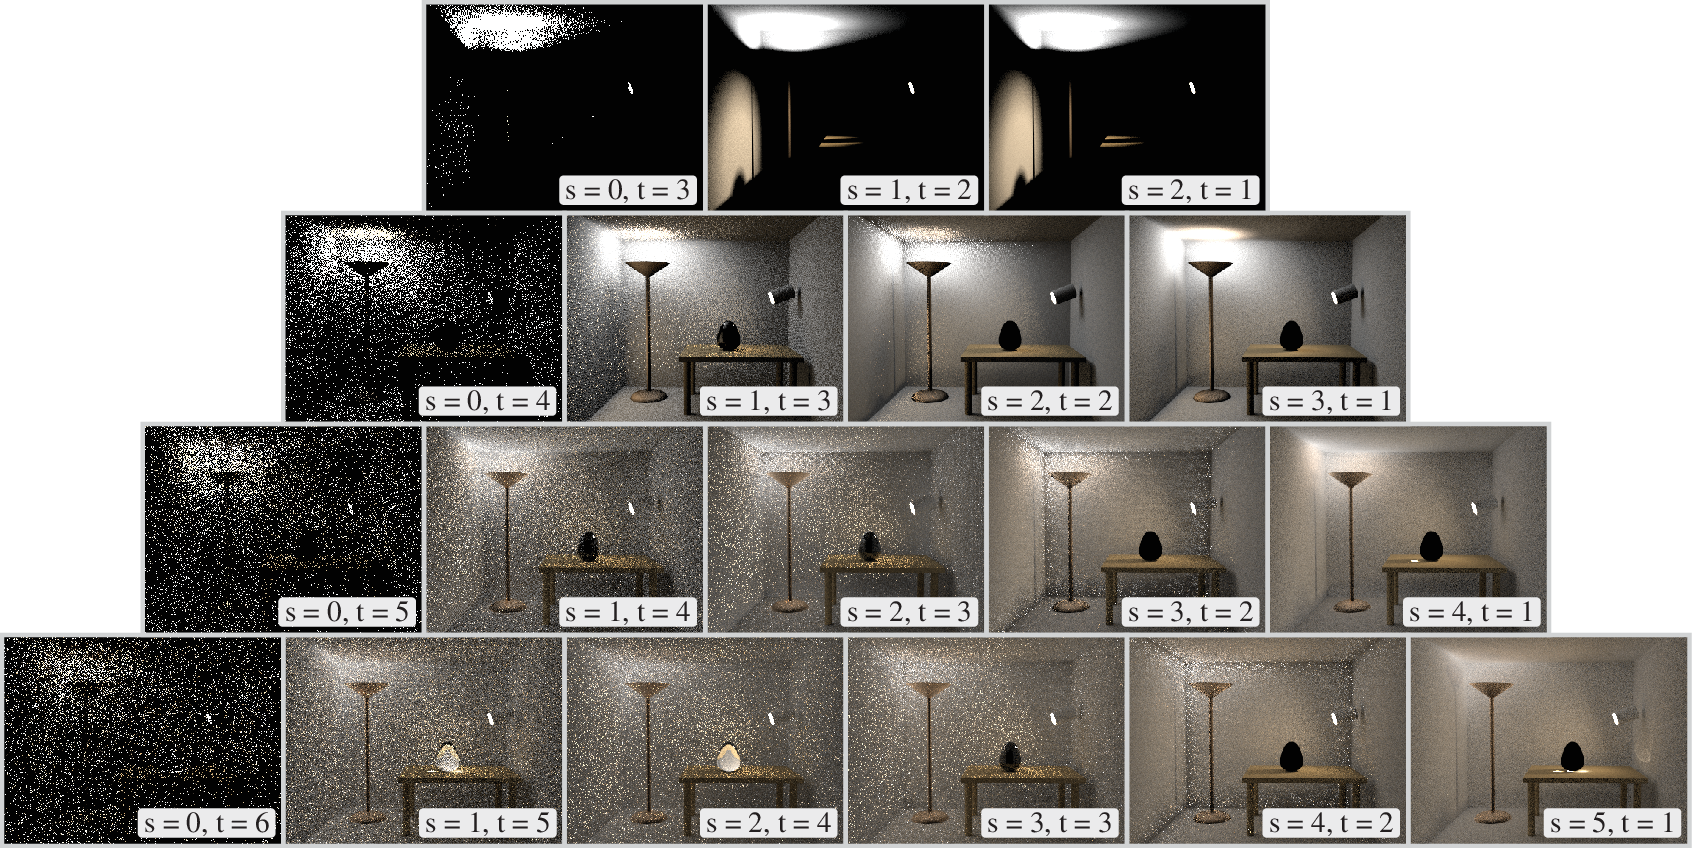 s = 0, t = 3
s = 1, t = 2
s = 2, t = 1
s = 0, t = 4
s = 1, t = 3
s = 2, t = 2
s = 3, t = 1
s = 0, t = 5
s = 1, t = 4
s = 2, t = 3
s = 3, t = 2
s = 4, t = 1
s = 0, t = 6
s = 1, t = 5
s = 2, t = 4
s = 3, t = 3
s = 4, t = 2
s = 5, t = 1